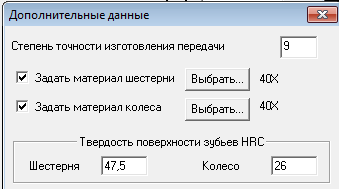 Дополнительные данные
Степень точности изготовления передачи 9
Задать материал шестерни Выбрать... 40Х
Задать материал колеса Выбрать... 40Х
Твердость поверхности зубьев HRC
Шестерня 47,5 Колесо 26